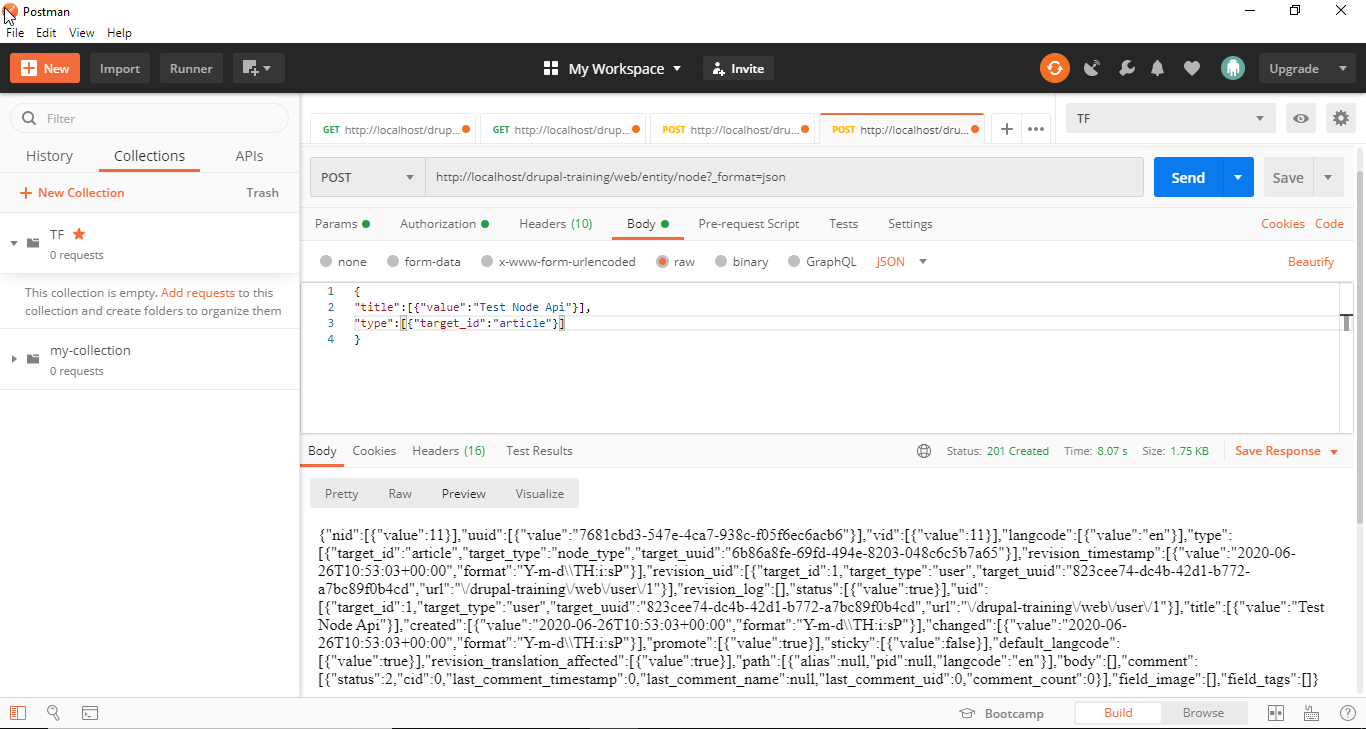 Postman
File Edit View Help
New Import Runner My Workspace Invite Upgrade
Filter
GET http://localhost/drup... GET http://localhost/drup... POST http://localhost/dru... POST http://localhost/dru... TF
History Collections APIs
New Collection Trash
POST http://localhost/drupal-training/web/entity/node?_format=json Send Save
Params Authorization Headers (10) Body Pre-request Script Tests Settings Cookies Code
TF
0 requests
none form-data x-www-form-urlencoded raw binary GraphQL JSON Beautify
This collection is empty. Add requests to this
collection and create folders to organize them
my-collection
0 requests
1 {
2 "title":[{"value":"Test Node Api"}],
3 "type":[{"target_id":"article"}]
4 }
Body Cookies Headers (16) Test Results Status: 201 Created Time: 8.07 s Size: 1.75 KB Save Response
Pretty Raw Preview Visualize
{"nid":[{"value":11}],"uuid":[{"value":"7681cbd3-547e-4ca7-938c-f05f6ec6acb6"}],"vid":[{"value":11}],"langcode":[{"value":"en"}],"type":
[{"target_id":"article","target_type":"node_type","target_uuid":"6b86a8fe-69fd-494e-8203-048c6c5b7a65"}],"revision_timestamp":[{"value":"2020-06-
26T10:53:03+00:00","format":"Y-m-d\\TH:i:sP"}],"revision_uid":[{"target_id":1,"target_type":"user","target_uuid":"823cee74-dc4b-42d1-b772-
a7bc89f0b4cd","url":"\/drupal-training\/web\/user\/1"}],"revision_log":[],"status":[{"value":true}],"uid":
[{"target_id":1,"target_type":"user","target_uuid":"823cee74-dc4b-42d1-b772-a7bc89f0b4cd","url":"\/drupal-training\/web\/user\/1"}],"title":[{"value":"Test
Node Api"}],"created":[{"value":"2020-06-26T10:53:03+00:00","format":"Y-m-d\\TH:i:sP"}],"changed":[{"value":"2020-06-
26T10:53:03+00:00","format":"Y-m-d\\TH:i:sP"}],"promote":[{"value":true}],"sticky":[{"value":false}],"default_langcode":
[{"value":true}],"revision_translation_affected":[{"value":true}],"path":[{"alias":null,"pid":null,"langcode":"en"}],"body":[],"comment":
[{"status":2,"cid":0,"last_comment_timestamp":0,"last_comment_name":null,"last_comment_uid":0,"comment_count":0}],"field_image":[],"field_tags":[]}
Bootcamp Build Browse